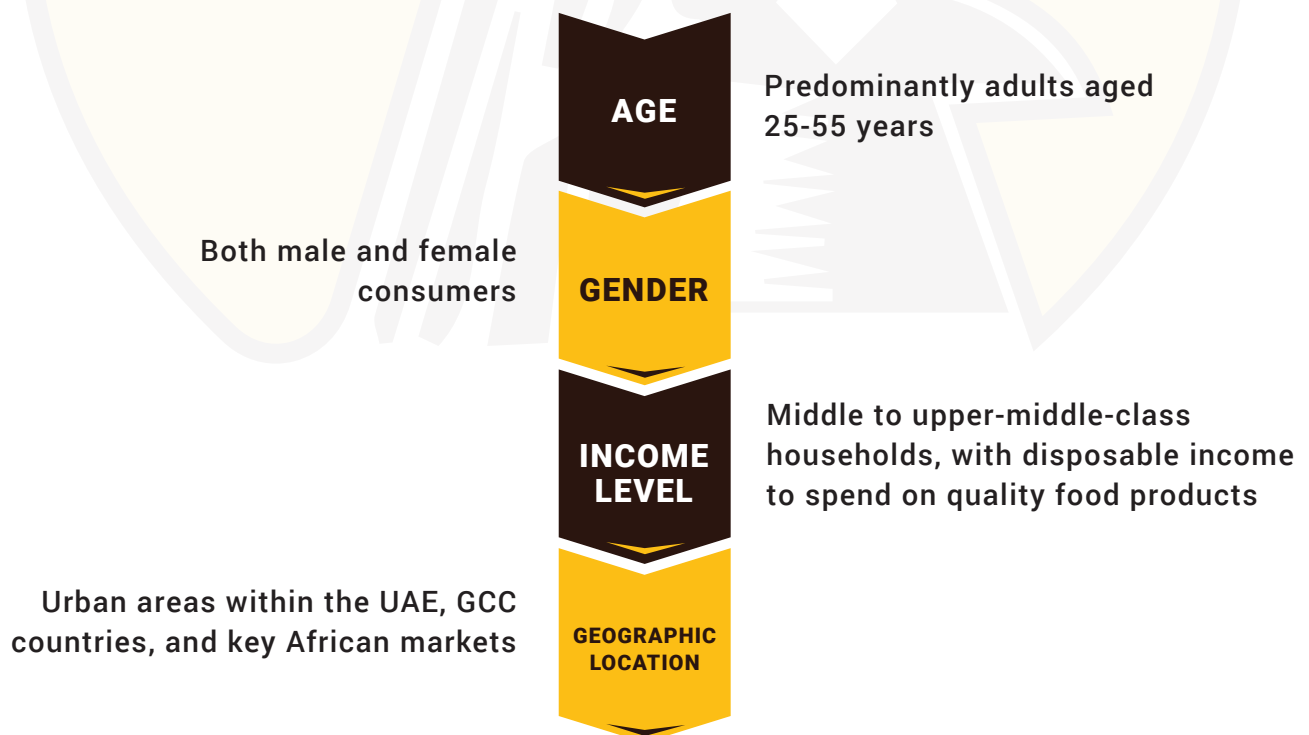 AGE
Predominantly adults aged
25-55 years
Both male and female
consumers
GENDER
INCOME
LEVEL
Middle to upper-middle-class
households, with disposable income
to spend on quality food products
Urban areas within the UAE, GCC
countries, and key African markets
GEOGRAPHIC
LOCATION